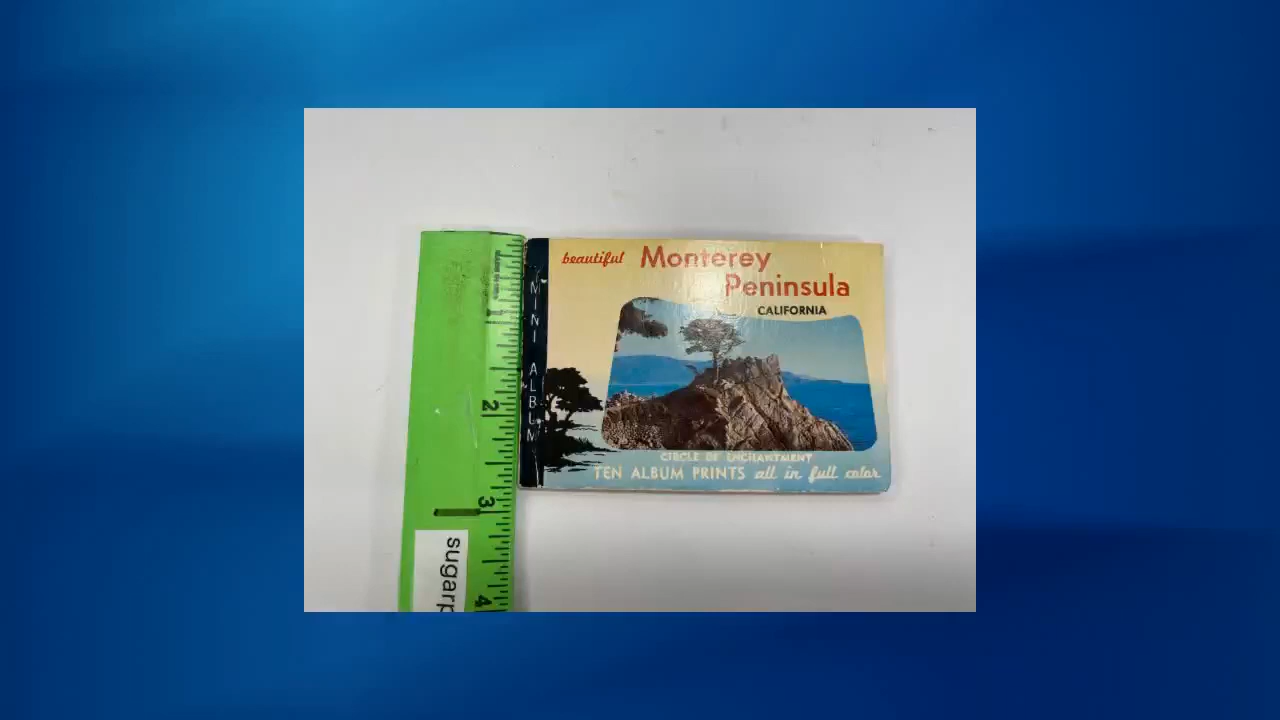 beautiful Monterey
Peninsula
CALIFORNIA
MINI ALBUM
CIRCLE OF ENCHANTMENT
TEN ALBUM PRINTS all in full color
1
2
3
4
sugarp